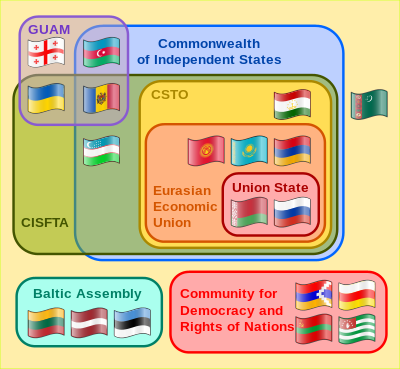 GUAM
Commonwealth
of Independent States
CSTO
Eurasian
Economic
Union
Union State
CISFTA
Baltic Assembly
Community for
Democracy and
Rights of Nations